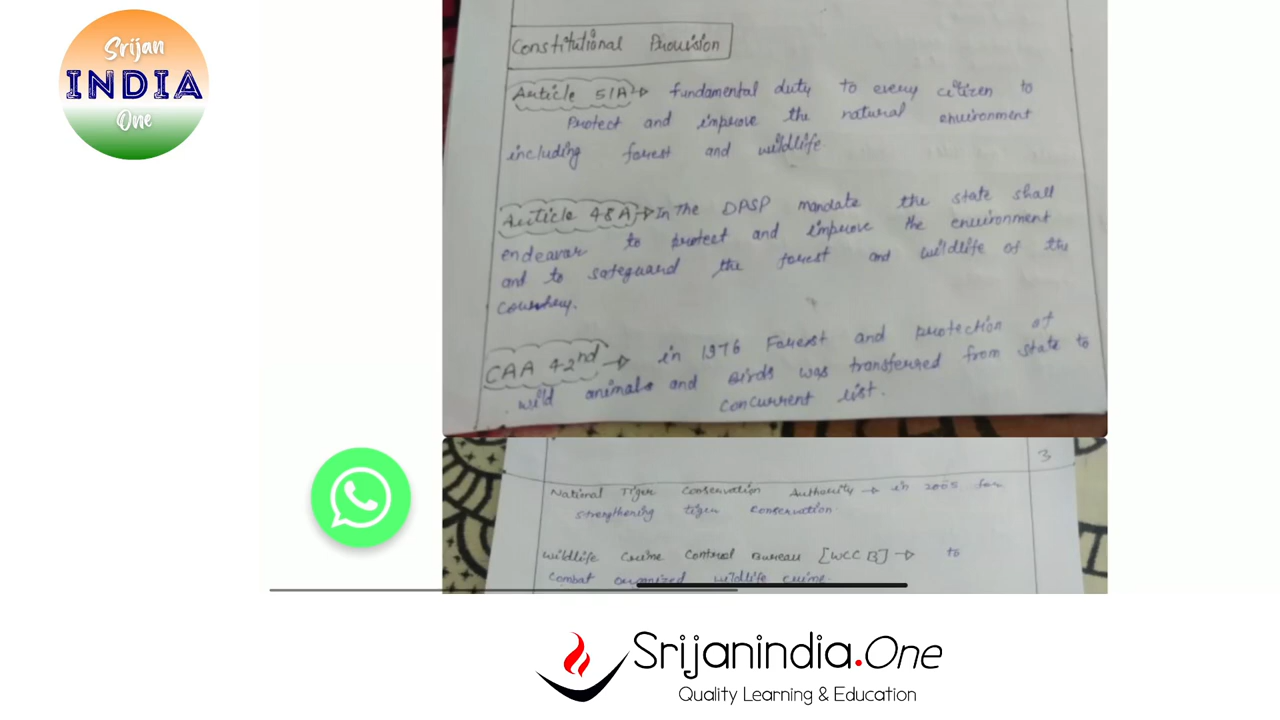 Srijan
INDIA
One
Constitutional Provision
Article 51A → Fundamental duty to every citizen to
Protect and improve the natural environment
including forest and wildlife
Article 48A → In The DPSP mandate the state shall
endeavar to protect and improve the environment
and to safeguard the forest and wildlife of the
country.
CAA 42nd → in 1976 Forest and protection of
wild animals and Birds was transferred from state to
concurrent list.
3
National Tiger Conservation Authority → in 2005 for
strengthening tiger conservation
Wildlife Crime Control Bureau [WCCB] → to
combat organized wildlife crime
Srijanindia.One
Quality Learning & Education